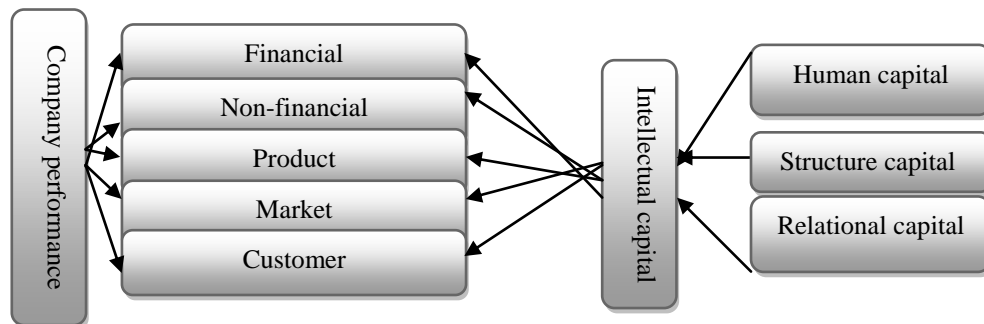 Company performance
Financial
Non-financial
Product
Market
Customer
Intellectual capital
Human capital
Structure capital
Relational capital